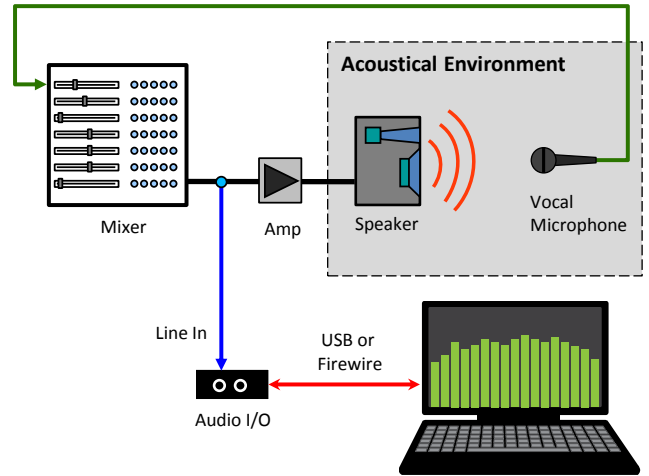 Acoustical Environment
Mixer
Amp
Speaker
Vocal
Microphone
Line In
USB or
Firewire
Audio I/O